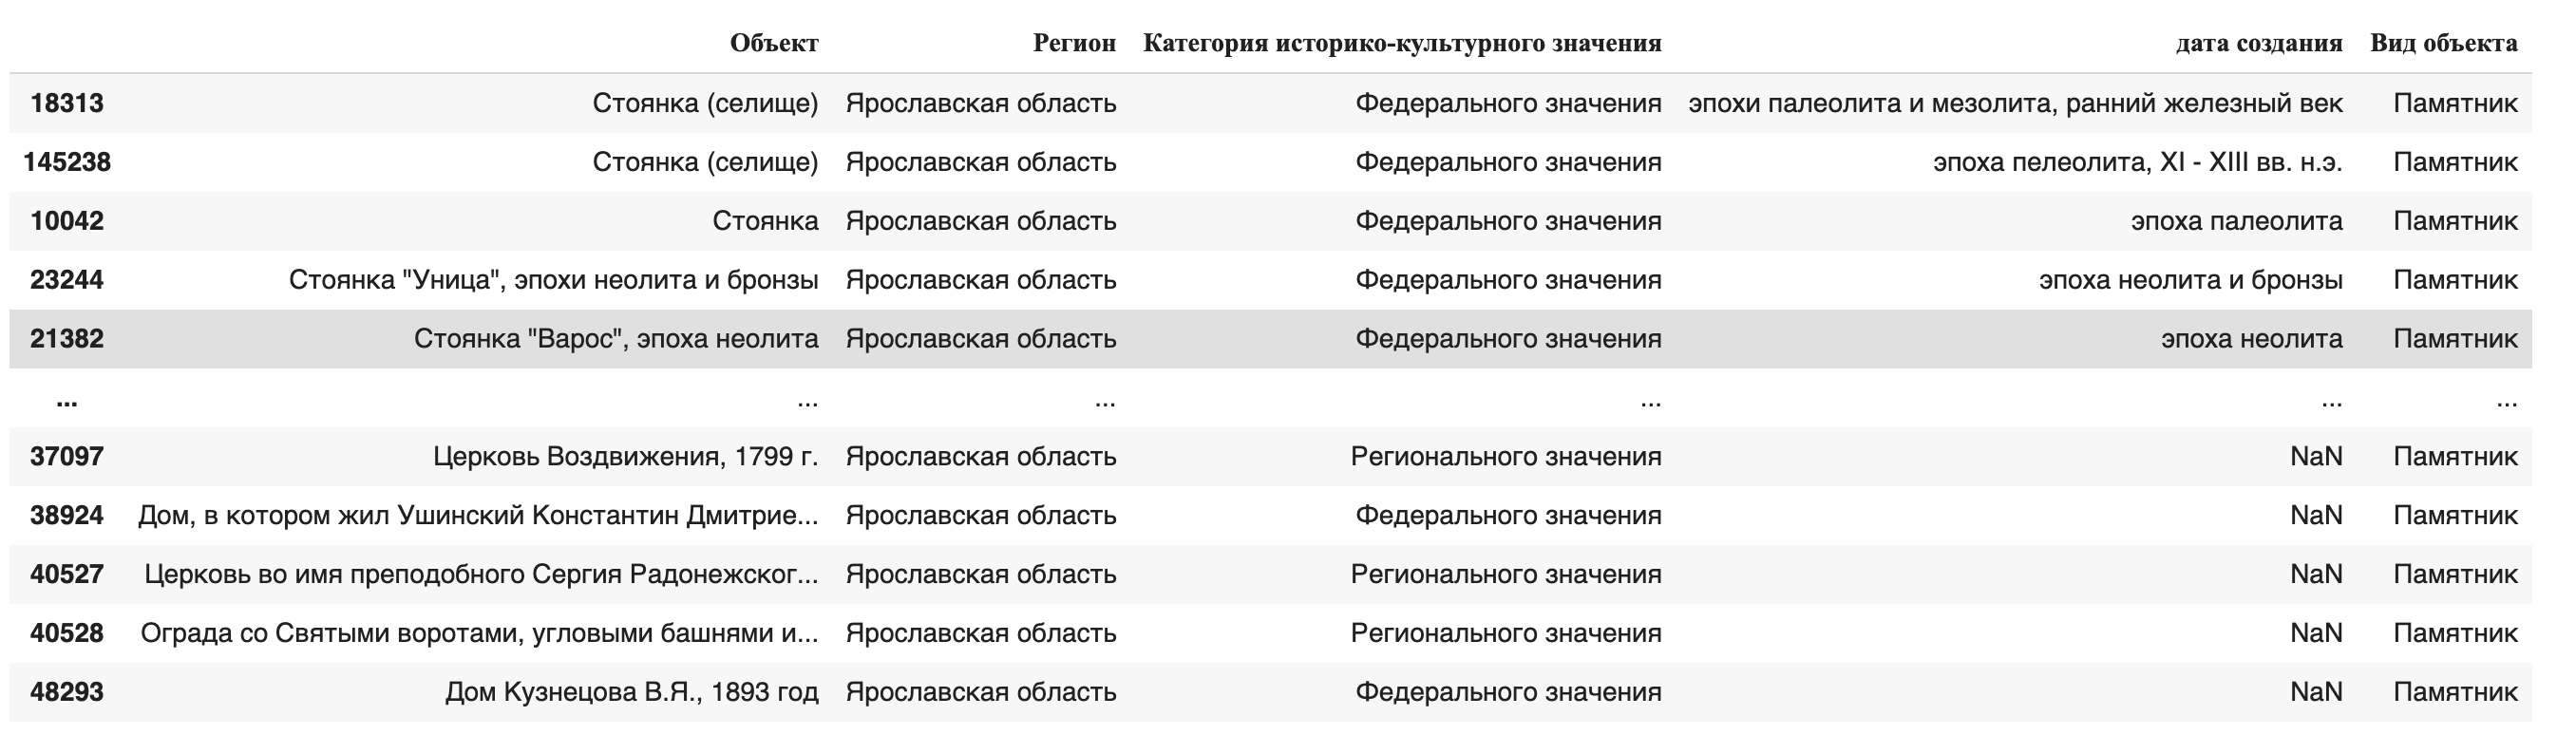 Объект Регион Категория историко-культурного значения дата создания Вид объекта
18313 Стоянка (селище) Ярославская область Федерального значения эпохи палеолита и мезолита, ранний железный век Памятник
145238 Стоянка (селище) Ярославская область Федерального значения эпоха пелеолита, XI - XIII вв. н.э. Памятник
10042 Стоянка Ярославская область Федерального значения эпоха палеолита Памятник
23244 Стоянка "Уница", эпохи неолита и бронзы Ярославская область Федерального значения эпоха неолита и бронзы Памятник
21382 Стоянка "Варос", эпоха неолита Ярославская область Федерального значения эпоха неолита Памятник
... ... ... ... ... ...
37097 Церковь Воздвижения, 1799 г. Ярославская область Регионального значения NaN Памятник
38924 Дом, в котором жил Ушинский Константин Дмитрие... Ярославская область Федерального значения NaN Памятник
40527 Церковь во имя преподобного Сергия Радонежског... Ярославская область Регионального значения NaN Памятник
40528 Ограда со Святыми воротами, угловыми башнями и... Ярославская область Регионального значения NaN Памятник
48293 Дом Кузнецова В.Я., 1893 год Ярославская область Федерального значения NaN Памятник